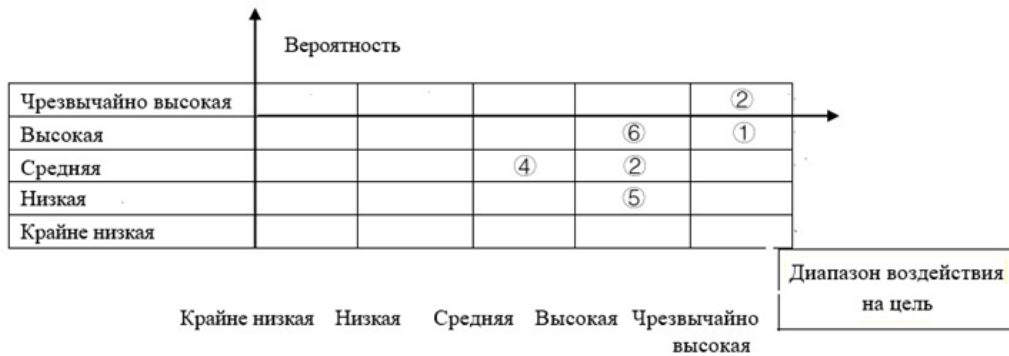 Вероятность
Чрезвычайно высокая ②
Высокая ⑥ ①
Средняя ④ ②
Низкая ⑤
Крайне низкая
Диапазон воздействия
на цель
Крайне низкая Низкая Средняя Высокая Чрезвычайно
высокая